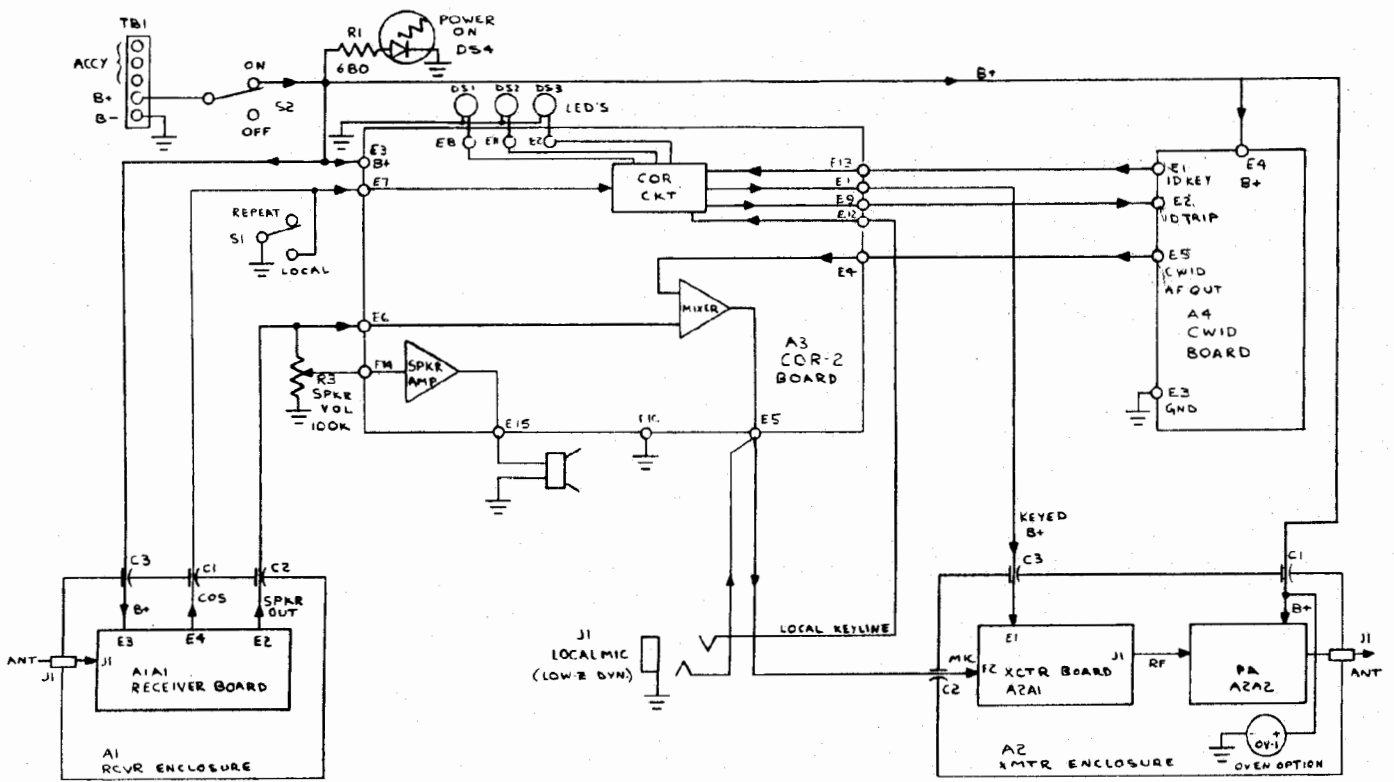 TB1
ACCY
B+
B-
ON
S2
OFF
R1
680
POWER
ON
DS4
B+
DS1
DS2
DS3
LED'S
E8
E11
E2
E3
B+
E7
COR
CKT
E13
E1
E9
E12
E1
ID KEY
E2
ID TRIP
E4
B+
REPEAT
S1
LOCAL
E4
E5
CWID
AF OUT
A4
CWID
BOARD
MIXER
E6
A3
COR-2
BOARD
E14
SPKR
AMP
R3
SPKR
VOL
100K
E3
GND
E15
E10
E5
KEYED
B+
C3
C1
C2
C3
C1
B+
COS
SPKR
OUT
B+
E3
E4
E2
E1
ANT
J1
J1
A1A1
RECEIVER BOARD
J1
LOCAL MIC
(LOW-Z DYN.)
LOCAL KEYLINE
MIC
C2
E2
XCTR BOARD
A2A1
J1
RF
PA
A2A2
J1
ANT
A1
RCVR ENCLOSURE
A2
XMTR ENCLOSURE
- +
OV-1
OVEN OPTION